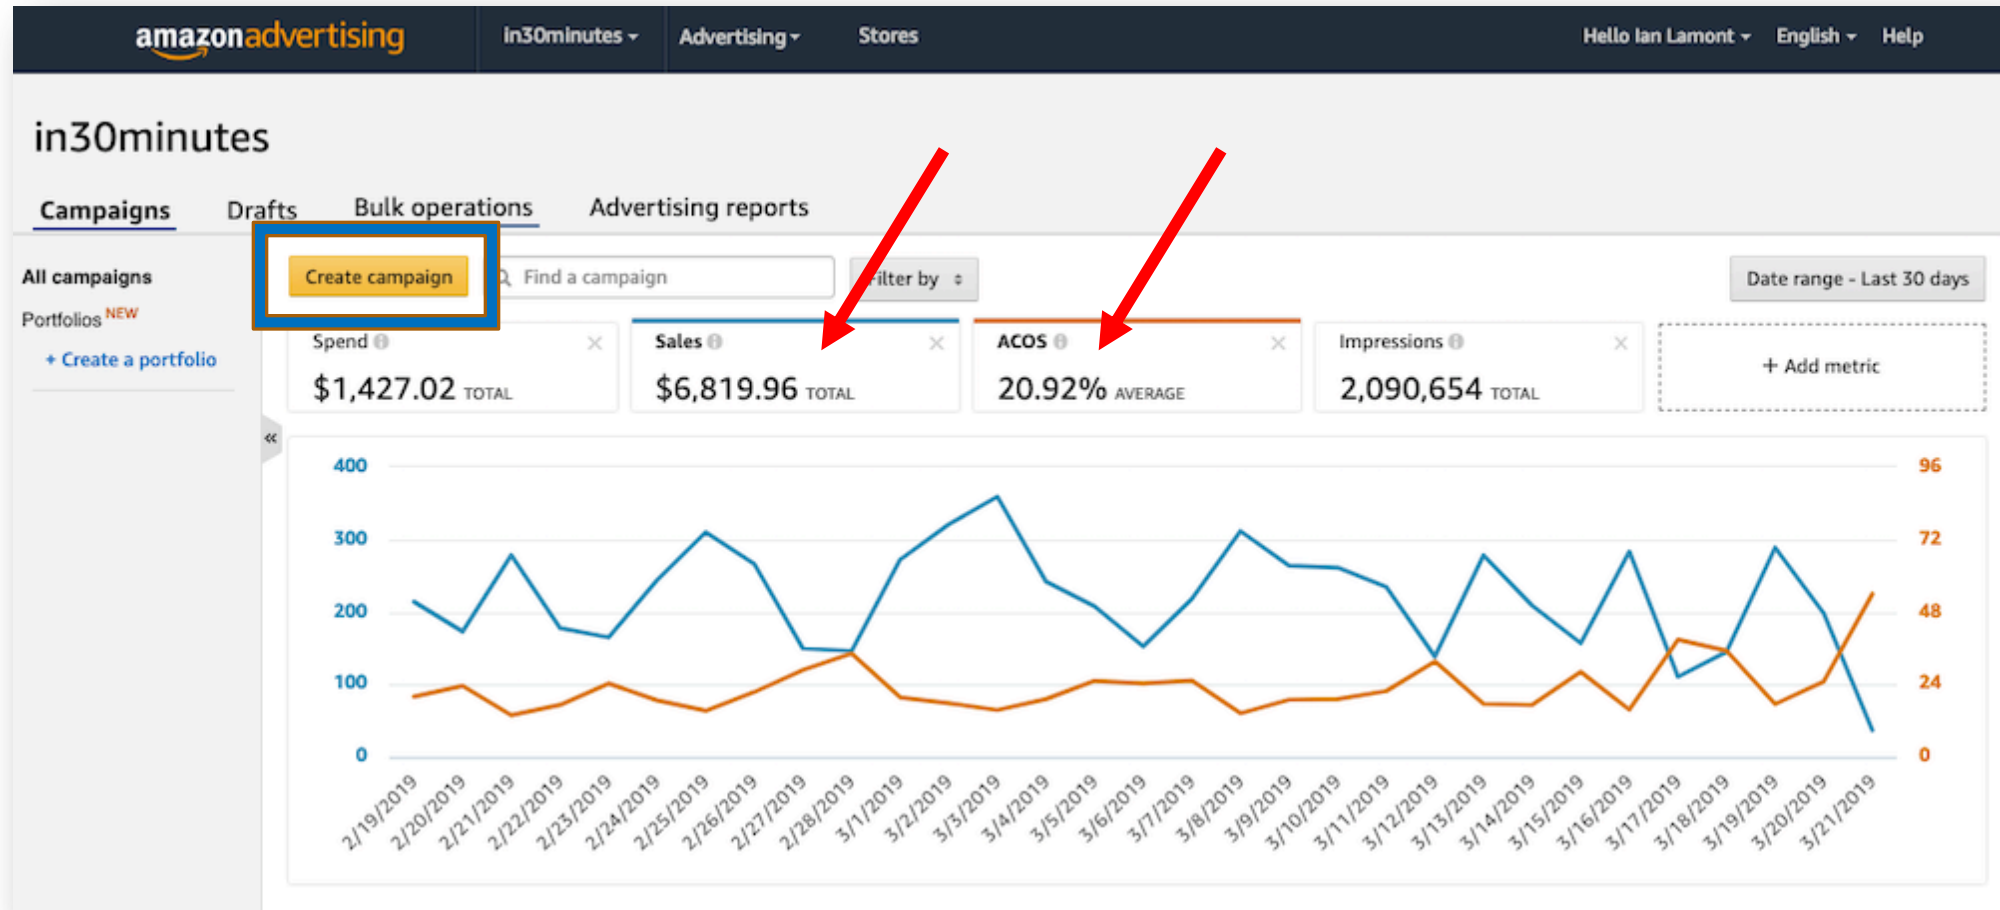 amazonadvertising in30minutes Advertising Stores Hello Ian Lamont English Help
in30minutes
Campaigns Drafts Bulk operations Advertising reports
All campaigns
Portfolios NEW
+ Create a portfolio
Create campaign Find a campaign Filter by Date range - Last 30 days
Spend Sales ACOS Impressions
$1,427.02 TOTAL $6,819.96 TOTAL 20.92% AVERAGE 2,090,654 TOTAL
+ Add metric
«
400 96
300 72
200 48
100 24
0 0
2/19/2019 2/20/2019 2/21/2019 2/22/2019 2/23/2019 2/24/2019 2/25/2019 2/26/2019 2/27/2019 2/28/2019 3/1/2019 3/2/2019 3/3/2019 3/4/2019 3/5/2019 3/6/2019 3/7/2019 3/8/2019 3/9/2019 3/10/2019 3/11/2019 3/12/2019 3/13/2019 3/14/2019 3/15/2019 3/16/2019 3/17/2019 3/18/2019 3/19/2019 3/20/2019 3/21/2019